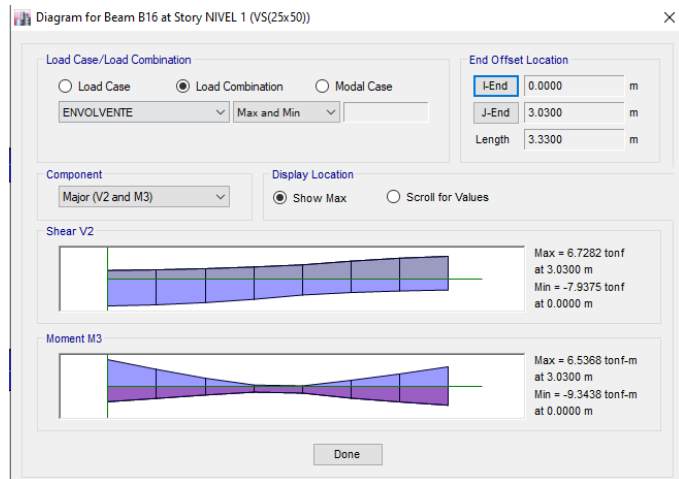 Diagram for Beam B16 at Story NIVEL 1 (VS(25x50))
Load Case/Load Combination
Load Case
Load Combination
Modal Case
ENVOLVENTE
Max and Min
End Offset Location
I-End
0.0000
m
J-End
3.0300
m
Length
3.3300
m
Component
Major (V2 and M3)
Display Location
Show Max
Scroll for Values
Shear V2
Max = 6.7282 tonf
at 3.0300 m
Min = -7.9375 tonf
at 0.0000 m
Moment M3
Max = 6.5368 tonf-m
at 3.0300 m
Min = -9.3438 tonf-m
at 0.0000 m
Done